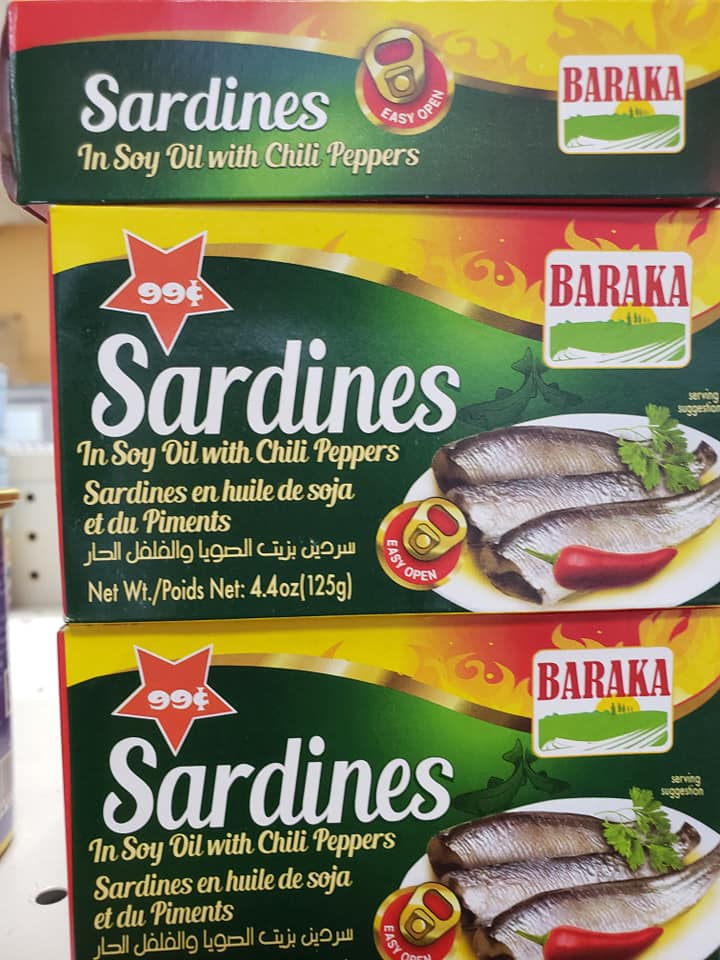 Sardines
In Soy Oil with Chili Peppers
EASY OPEN
BARAKA
99¢
BARAKA
Sardines
serving
suggestion
In Soy Oil with Chili Peppers
Sardines en huile de soja
et du Piments
سردين بزيت الصويا والفلفل الحار
EASY OPEN
Net Wt./Poids Net: 4.4oz(125g)
99¢
BARAKA
Sardines
serving
suggestion
In Soy Oil with Chili Peppers
Sardines en huile de soja
et du Piments
سردين بزيت الصويا والفلفل الحار
EASY OPEN